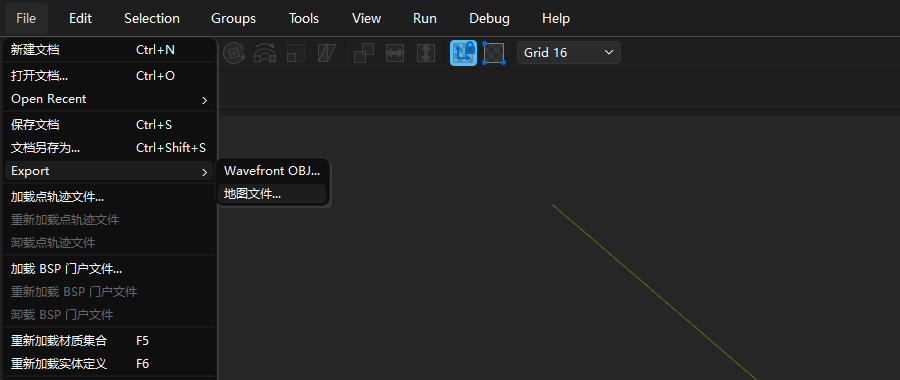 File Edit Selection Groups Tools View Run Debug Help
新建文档 Ctrl+N
Grid 16
打开文档... Ctrl+O
Open Recent
保存文档 Ctrl+S
文档另存为... Ctrl+Shift+S
Export
Wavefront OBJ...
地图文件...
加载点轨迹文件...
重新加载点轨迹文件
卸载点轨迹文件
加载 BSP 门户文件...
重新加载 BSP 门户文件
卸载 BSP 门户文件
重新加载材质集合 F5
重新加载实体定义 F6